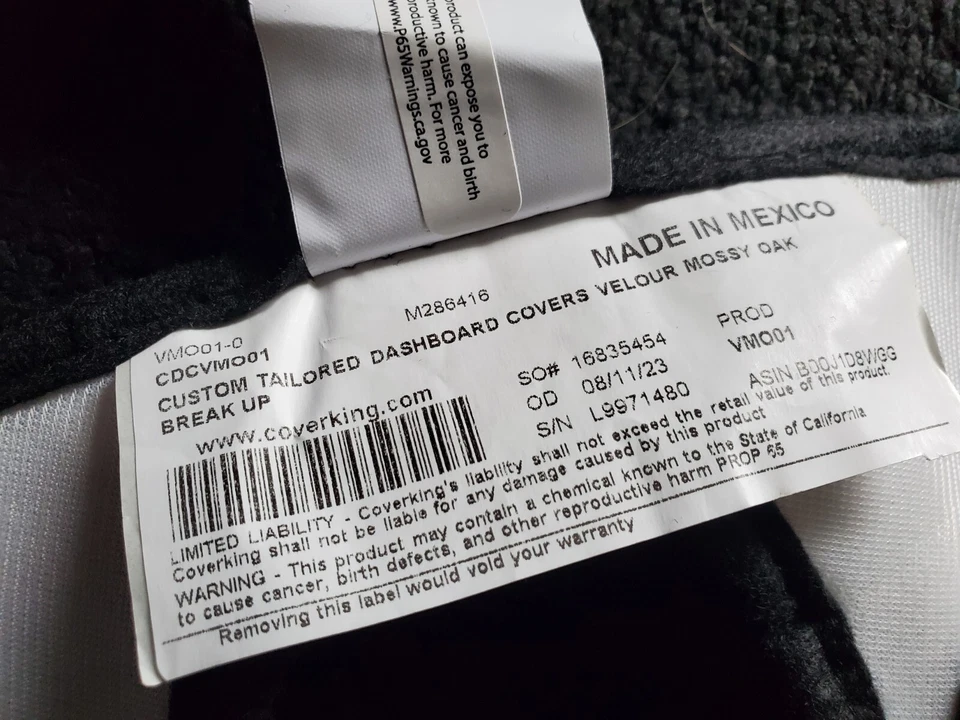 product can expose you to
known to cause cancer and birth
productive harm. For more
www.P65Warnings.ca.gov
MADE IN MEXICO
M286416
VMO01-0
CDCVMO01
CUSTOM TAILORED DASHBOARD COVERS VELOUR MOSSY OAK
BREAK UP
www.coverking.com
SO# 16835454
OD 08/11/23
S/N L9971480
PROD
VMO01
ASIN B00J1D8WGG
LIMITED LIABILITY - Coverking's liability shall not exceed the retail value of this product.
Coverking shall not be liable for any damage caused by this product
WARNING - This product may contain a chemical known to the State of California
to cause cancer, birth defects, and other reproductive harm PROP 65
Removing this label would void your warranty